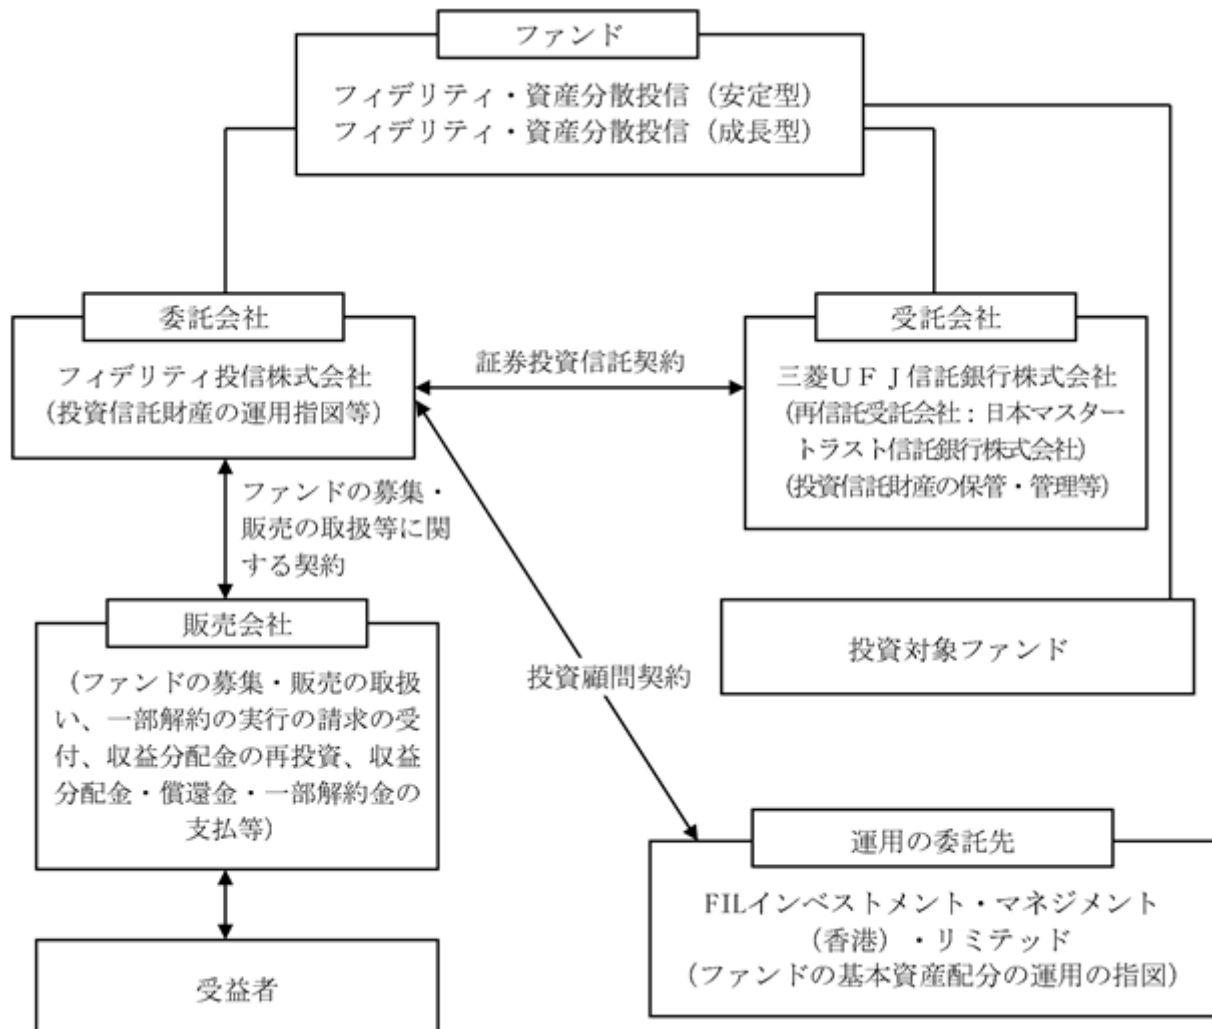 ファンド
フィデリティ・資産分散投信（安定型）
フィデリティ・資産分散投信（成長型）
委託会社
フィデリティ投信株式会社
（投資信託財産の運用指図等）
証券投資信託契約
受託会社
三菱ＵＦＪ信託銀行株式会社
（再信託受託会社：日本マスター
トラスト信託銀行株式会社）
（投資信託財産の保管・管理等）
ファンドの募集・
販売の取扱等に関
する契約
販売会社
（ファンドの募集・販売の取扱
い、一部解約の実行の請求の受
付、収益分配金の再投資、収益
分配金・償還金・一部解約金の
支払等）
投資顧問契約
投資対象ファンド
運用の委託先
FILインベストメント・マネジメント
（香港）・リミテッド
（ファンドの基本資産配分の運用の指図）
受益者